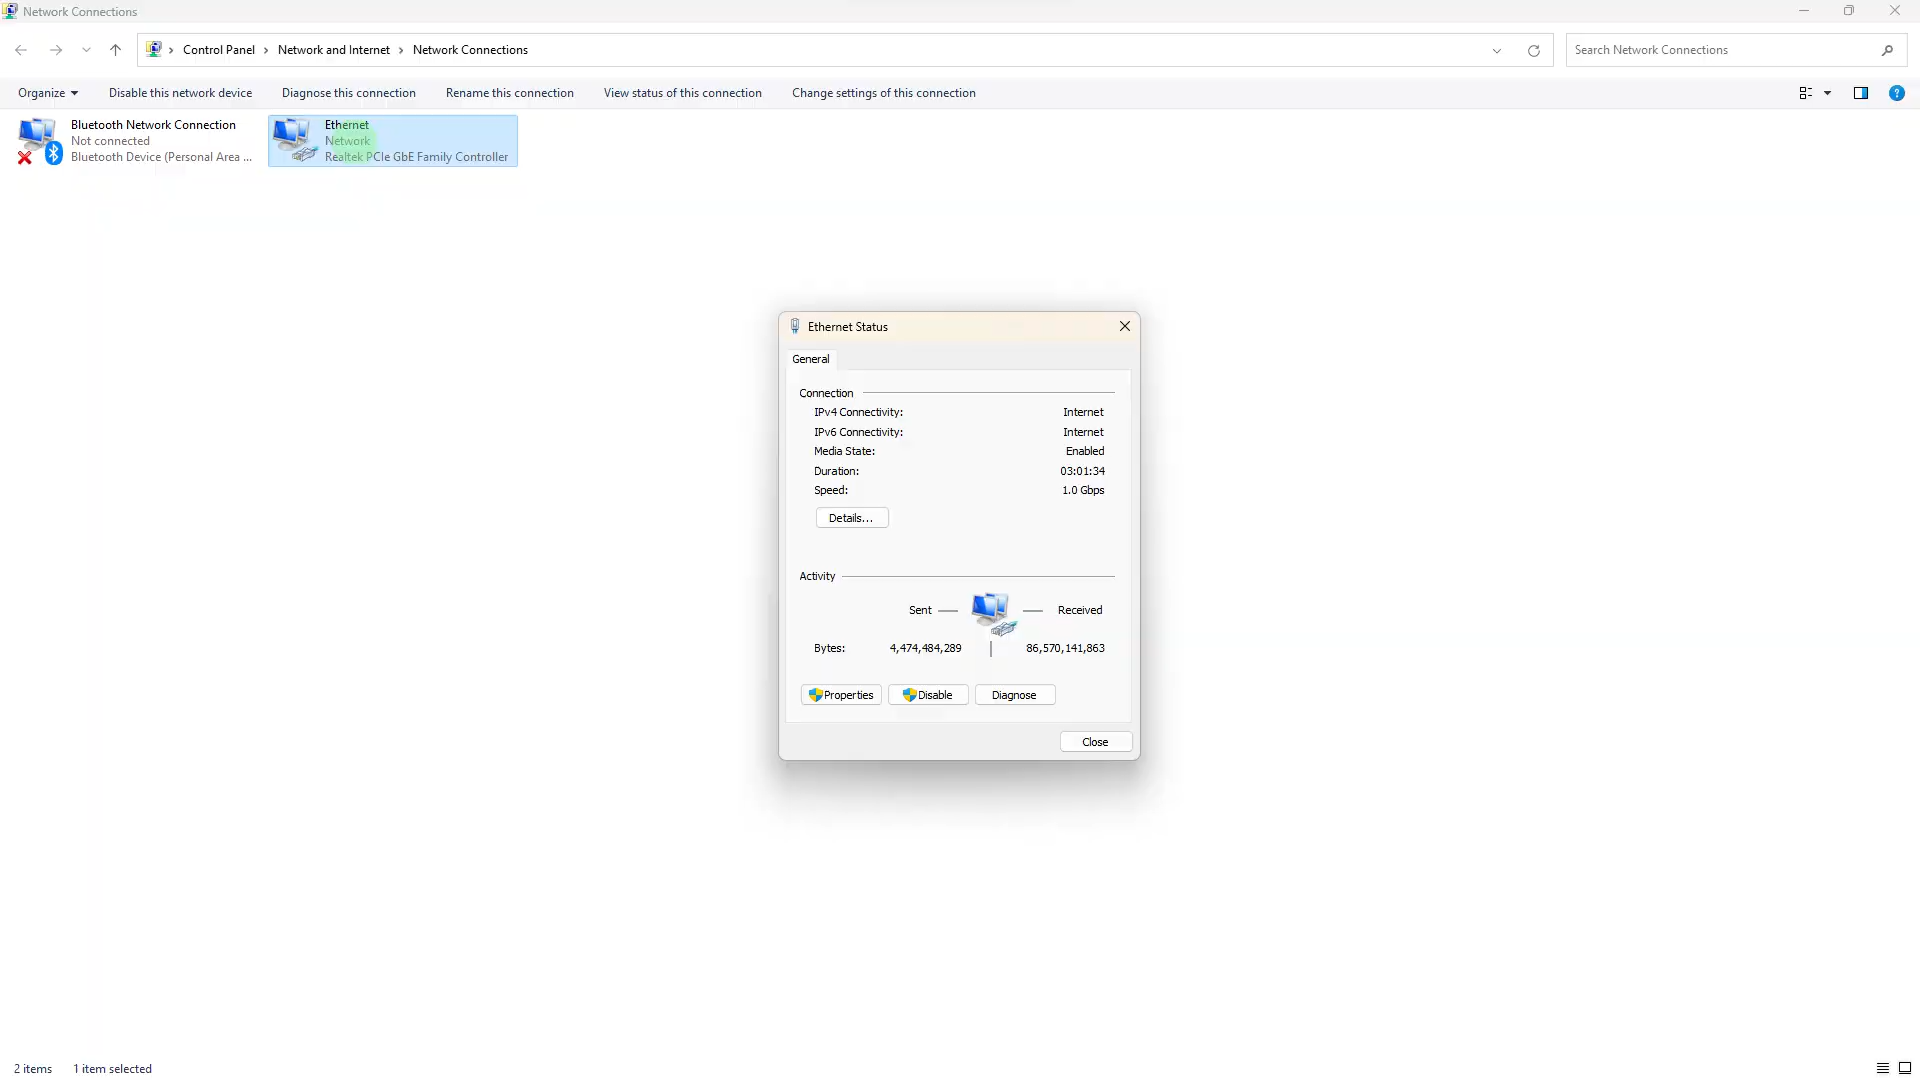 Network Connections
Control Panel > Network and Internet > Network Connections
Search Network Connections
Organize Disable this network device Diagnose this connection Rename this connection View status of this connection Change settings of this connection
?
Bluetooth Network Connection
Not connected
Bluetooth Device (Personal Area ...
Ethernet
Network
Realtek PCIe GbE Family Controller
Ethernet Status
General
Connection
IPv4 Connectivity: Internet
IPv6 Connectivity: Internet
Media State: Enabled
Duration: 03:01:34
Speed: 1.0 Gbps
Details...
Activity
Sent Received
Bytes: 4,474,484,289 86,570,141,863
Properties Disable Diagnose
Close
2 items 1 item selected